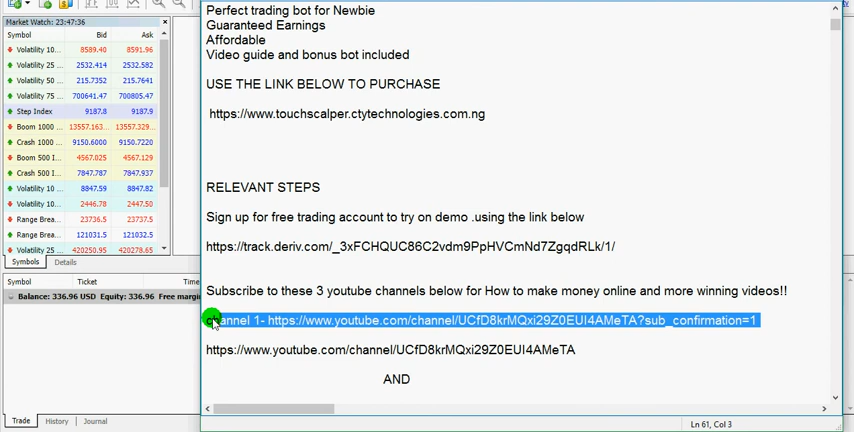 Market Watch: 23:47:36
Symbol Bid Ask
Volatility 10... 8589.40 8591.96
Volatility 25 ... 2532.414 2532.582
Volatility 50 ... 215.7352 215.7641
Volatility 75 ... 700641.47 700805.47
Step Index 9187.8 9187.9
Boom 1000 ... 13557.163... 13557.329...
Crash 1000 ... 9150.6000 9150.7220
Boom 500 I... 4567.025 4567.129
Crash 500 I... 7847.787 7847.937
Volatility 10 ... 8847.59 8847.82
Volatility 10 ... 2446.78 2447.50
Range Brea... 23736.5 23737.5
Range Brea... 121031.5 121032.5
Volatility 25 ... 420250.95 420278.65
Symbols Details
Symbol Ticket Time
Balance: 336.96 USD Equity: 336.96 Free margin
Trade History Journal
Perfect trading bot for Newbie
Guaranteed Earnings
Affordable
Video guide and bonus bot included
USE THE LINK BELOW TO PURCHASE
https://www.touchscalper.ctytechnologies.com.ng
RELEVANT STEPS
Sign up for free trading account to try on demo .using the link below
https://track.deriv.com/_3xFCHQUC86C2vdm9PpHVCmNd7ZgqdRLk/1/
Subscribe to these 3 youtube channels below for How to make money online and more winning videos!!
channel 1- https://www.youtube.com/channel/UCfD8krMQxi29Z0EUI4AMeTA?sub_confirmation=1
https://www.youtube.com/channel/UCfD8krMQxi29Z0EUI4AMeTA
AND
Ln 61, Col 3